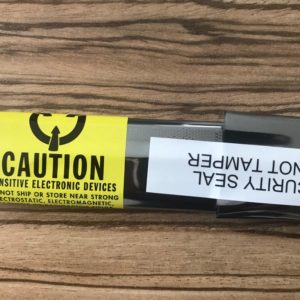 CAUTION
NSITIVE ELECTRONIC DEVICES
NOT SHIP OR STORE NEAR STRONG
ECTROSTATIC, ELECTROMAGNETIC,
CURITY SEAL
NOT TAMPER